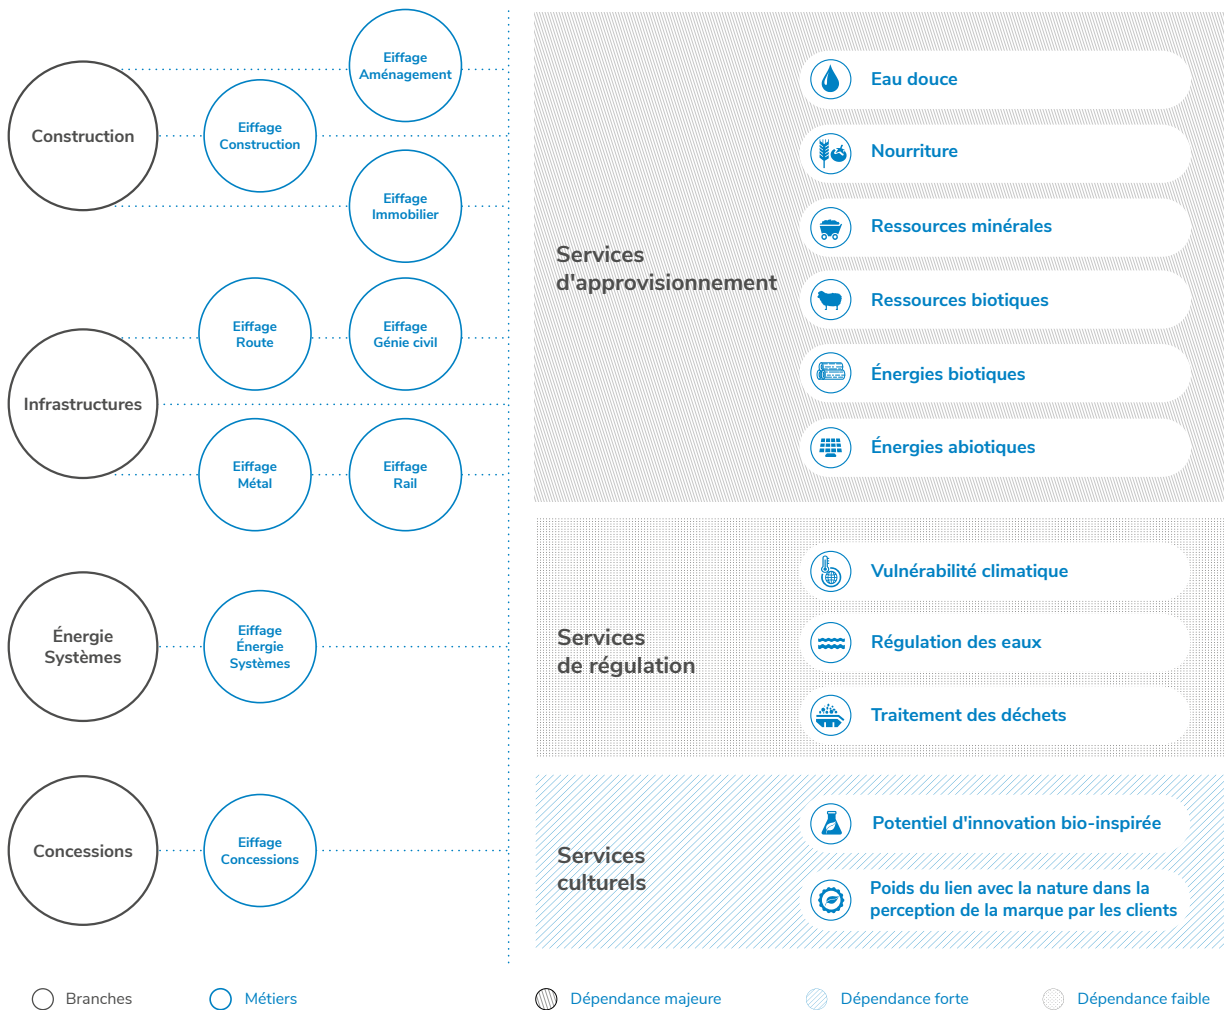 Construction
Eiffage
Aménagement
Eiffage
Construction
Eiffage
Immobilier
Infrastructures
Eiffage
Route
Eiffage
Génie civil
Eiffage
Métal
Eiffage
Rail
Énergie
Systèmes
Eiffage
Énergie
Systèmes
Concessions
Eiffage
Concessions
Services
d'approvisionnement
Eau douce
Nourriture
Ressources minérales
Ressources biotiques
Énergies biotiques
Énergies abiotiques
Services
de régulation
Vulnérabilité climatique
Régulation des eaux
Traitement des déchets
Services
culturels
Potentiel d'innovation bio-inspirée
Poids du lien avec la nature dans la
perception de la marque par les clients
Branches
Métiers
Dépendance majeure
Dépendance forte
Dépendance faible